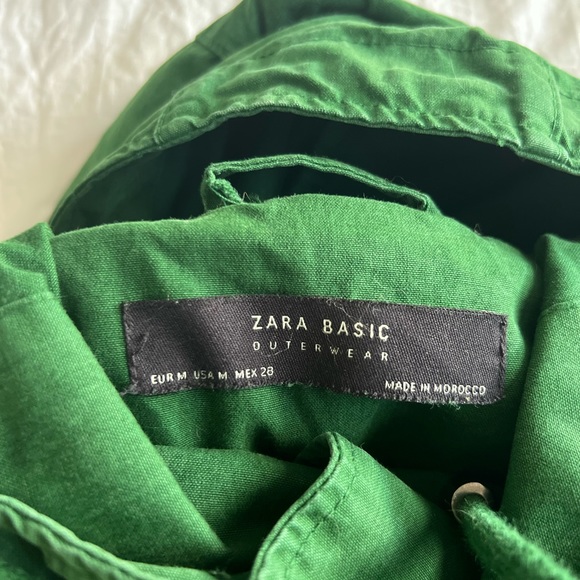 ZARA BASIC
OUTERWEAR
EUR M USA M MEX 28
MADE IN MOROCCO